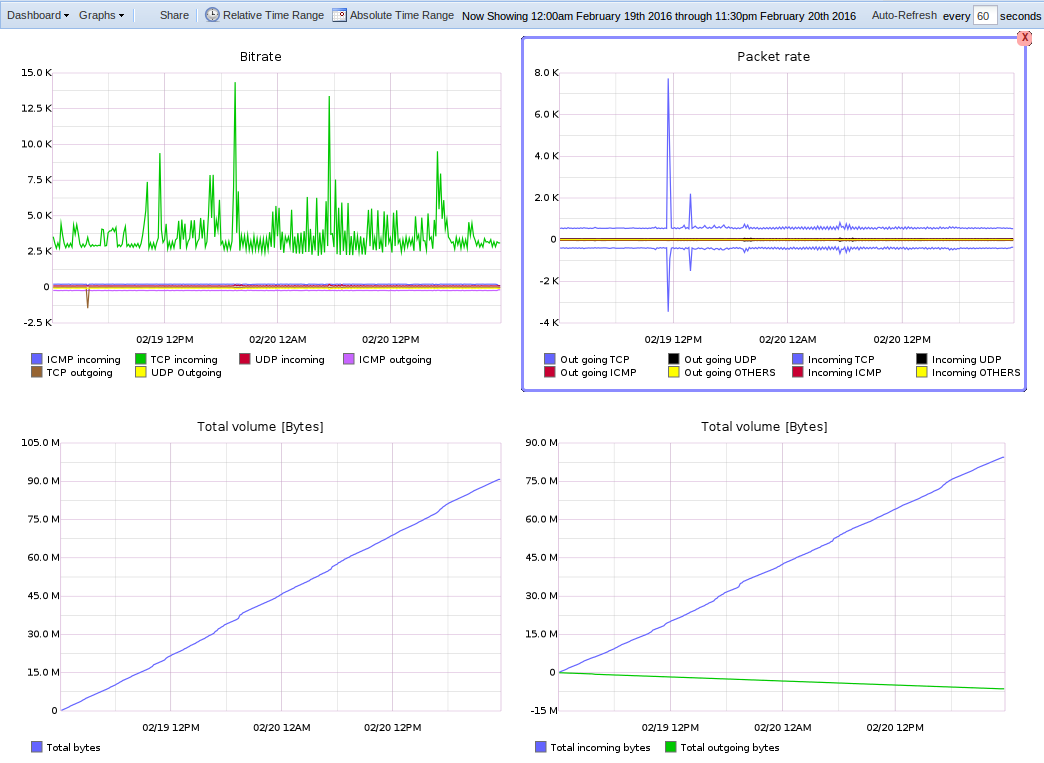 Dashboard Graphs Share Relative Time Range Absolute Time Range Now Showing 12:00am February 19th 2016 through 11:30pm February 20th 2016 Auto-Refresh every 60 seconds
X
Bitrate
15.0 K
12.5 K
10.0 K
7.5 K
5.0 K
2.5 K
0
-2.5 K
02/19 12PM 02/20 12AM 02/20 12PM
ICMP incoming TCP incoming UDP incoming ICMP outgoing
TCP outgoing UDP Outgoing
Packet rate
8.0 K
6.0 K
4.0 K
2.0 K
0
-2 K
-4 K
02/19 12PM 02/20 12AM 02/20 12PM
Out going TCP Out going UDP Incoming TCP Incoming UDP
Out going ICMP Out going OTHERS Incoming ICMP Incoming OTHERS
Total volume [Bytes]
105.0 M
90.0 M
75.0 M
60.0 M
45.0 M
30.0 M
15.0 M
0
02/19 12PM 02/20 12AM 02/20 12PM
Total bytes
Total volume [Bytes]
90.0 M
75.0 M
60.0 M
45.0 M
30.0 M
15.0 M
0
-15 M
02/19 12PM 02/20 12AM 02/20 12PM
Total incoming bytes Total outgoing bytes